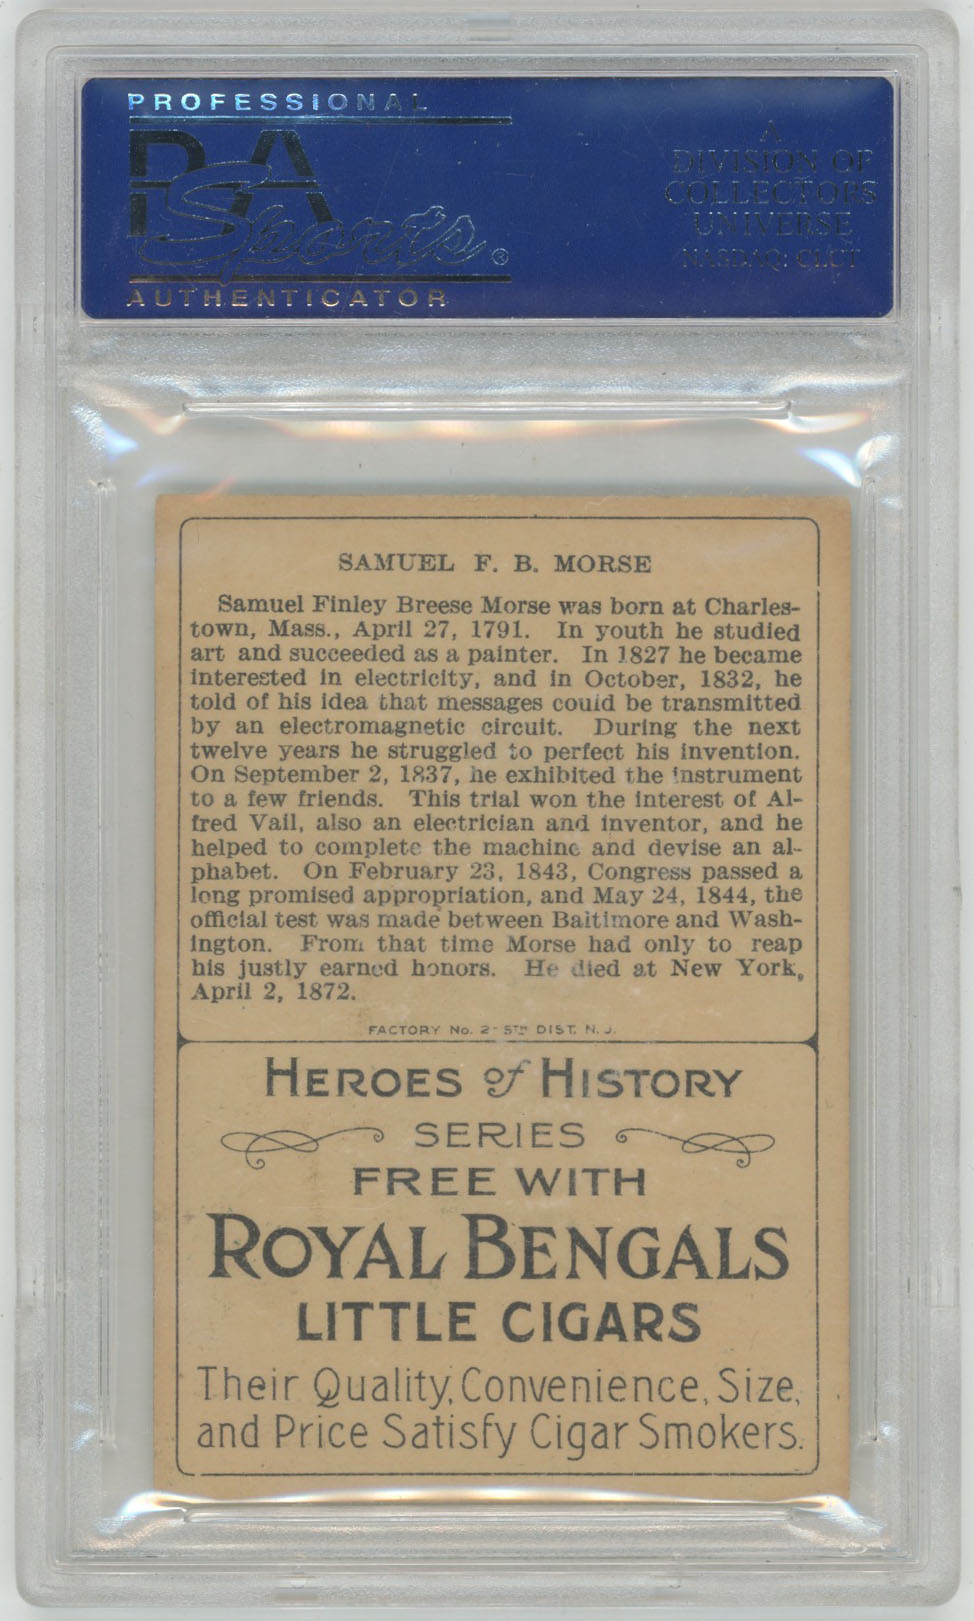 PROFESSIONAL
PSA
Sports®
AUTHENTICATOR
A
DIVISION OF
COLLECTORS
UNIVERSE
NASDAQ: CLCT
SAMUEL F. B. MORSE
Samuel Finley Breese Morse was born at Charles-
town, Mass., April 27, 1791. In youth he studied
art and succeeded as a painter. In 1827 he became
interested in electricity, and in October, 1832, he
told of his idea that messages could be transmitted
by an electromagnetic circuit. During the next
twelve years he struggled to perfect his invention.
On September 2, 1837, he exhibited the instrument
to a few friends. This trial won the interest of Al-
fred Vail, also an electrician and inventor, and he
helped to complete the machine and devise an al-
phabet. On February 23, 1843, Congress passed a
long promised appropriation, and May 24, 1844, the
official test was made between Baltimore and Wash-
ington. From that time Morse had only to reap
his justly earned honors. He died at New York,
April 2, 1872.
FACTORY No. 2- 5TH DIST. N. J.
HEROES of HISTORY
SERIES
FREE WITH
ROYAL BENGALS
LITTLE CIGARS
Their Quality, Convenience, Size,
and Price Satisfy Cigar Smokers.